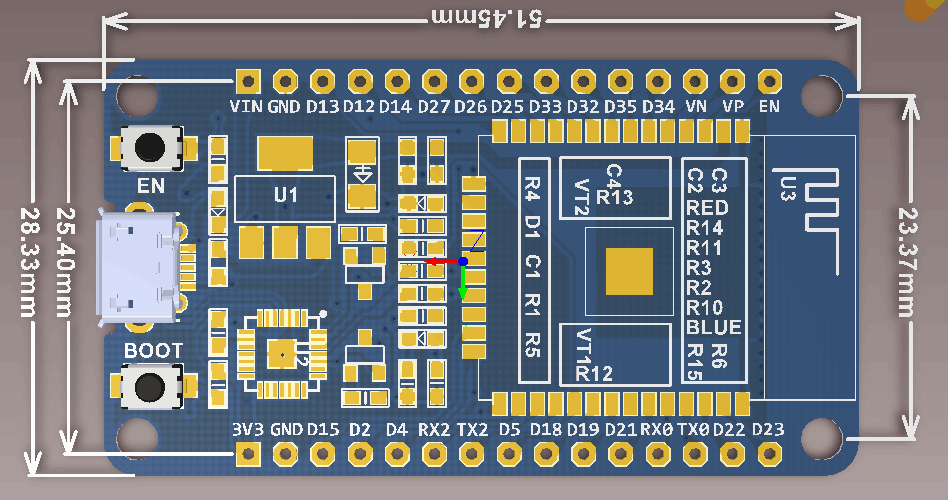 51.45mm
VIN GND D13 D12 D14 D27 D26 D25 D33 D32 D35 D34 VN VP EN
EN
U1
28.33mm
25.40mm
R4 D1 C1 R1 R5
VT2
C4
R13
C2 C3
RED
R14
R11
R3
R2
R10
BLUE
R15 R6
U3
23.37mm
VT1
R12
BOOT
3V3 GND D15 D2 D4 RX2 TX2 D5 D18 D19 D21 RX0 TX0 D22 D23